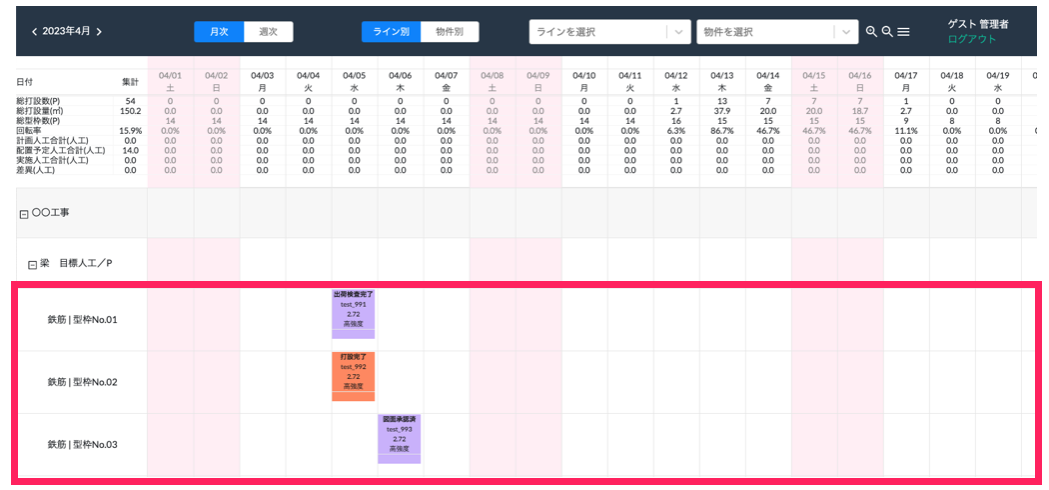 2023年4月 月次 週次 ライン別 物件別 ラインを選択 物件を選択 ゲスト 管理者
ログアウト
日付 集計 04/01 04/02 04/03 04/04 04/05 04/06 04/07 04/08 04/09 04/10 04/11 04/12 04/13 04/14 04/15 04/16 04/17 04/18 04/19 0
土 日 月 火 水 木 金 土 日 月 火 水 木 金 土 日 月 火 水
総打設数(P) 54 0 0 0 0 0 0 0 0 0 0 0 1 13 7 7 7 1 0 0
総打設量(㎥) 150.2 0.0 0.0 0.0 0.0 0.0 0.0 0.0 0.0 0.0 0.0 0.0 2.7 37.9 20.0 20.0 18.7 2.7 0.0 0.0
総型枠数(P) 14 14 14 14 14 14 14 14 14 14 14 16 15 15 15 15 9 8 8
回転率 15.9% 0.0% 0.0% 0.0% 0.0% 0.0% 0.0% 0.0% 0.0% 0.0% 0.0% 0.0% 6.3% 86.7% 46.7% 46.7% 46.7% 11.1% 0.0% 0.0%
計画人工合計(人工) 0.0 0.0 0.0 0.0 0.0 0.0 0.0 0.0 0.0 0.0 0.0 0.0 0.0 0.0 0.0 0.0 0.0 0.0 0.0 0.0
配置予定人工合計(人工) 14.0 0.0 0.0 0.0 0.0 0.0 0.0 0.0 0.0 0.0 0.0 0.0 0.0 0.0 0.0 0.0 0.0 0.0 0.0 0.0
実施人工合計(人工) 0.0 0.0 0.0 0.0 0.0 0.0 0.0 0.0 0.0 0.0 0.0 0.0 0.0 0.0 0.0 0.0 0.0 0.0 0.0 0.0
差異(人工) 0.0 0.0 0.0 0.0 0.0 0.0 0.0 0.0 0.0 0.0 0.0 0.0 0.0 0.0 0.0 0.0 0.0 0.0 0.0 0.0
〇〇工事
梁 目標人工/P
鉄筋 | 型枠No.01
出荷検査完了
test_991
2.72
高強度
鉄筋 | 型枠No.02
打設完了
test_992
2.72
高強度
鉄筋 | 型枠No.03
図面承認済
test_993
2.72
高強度